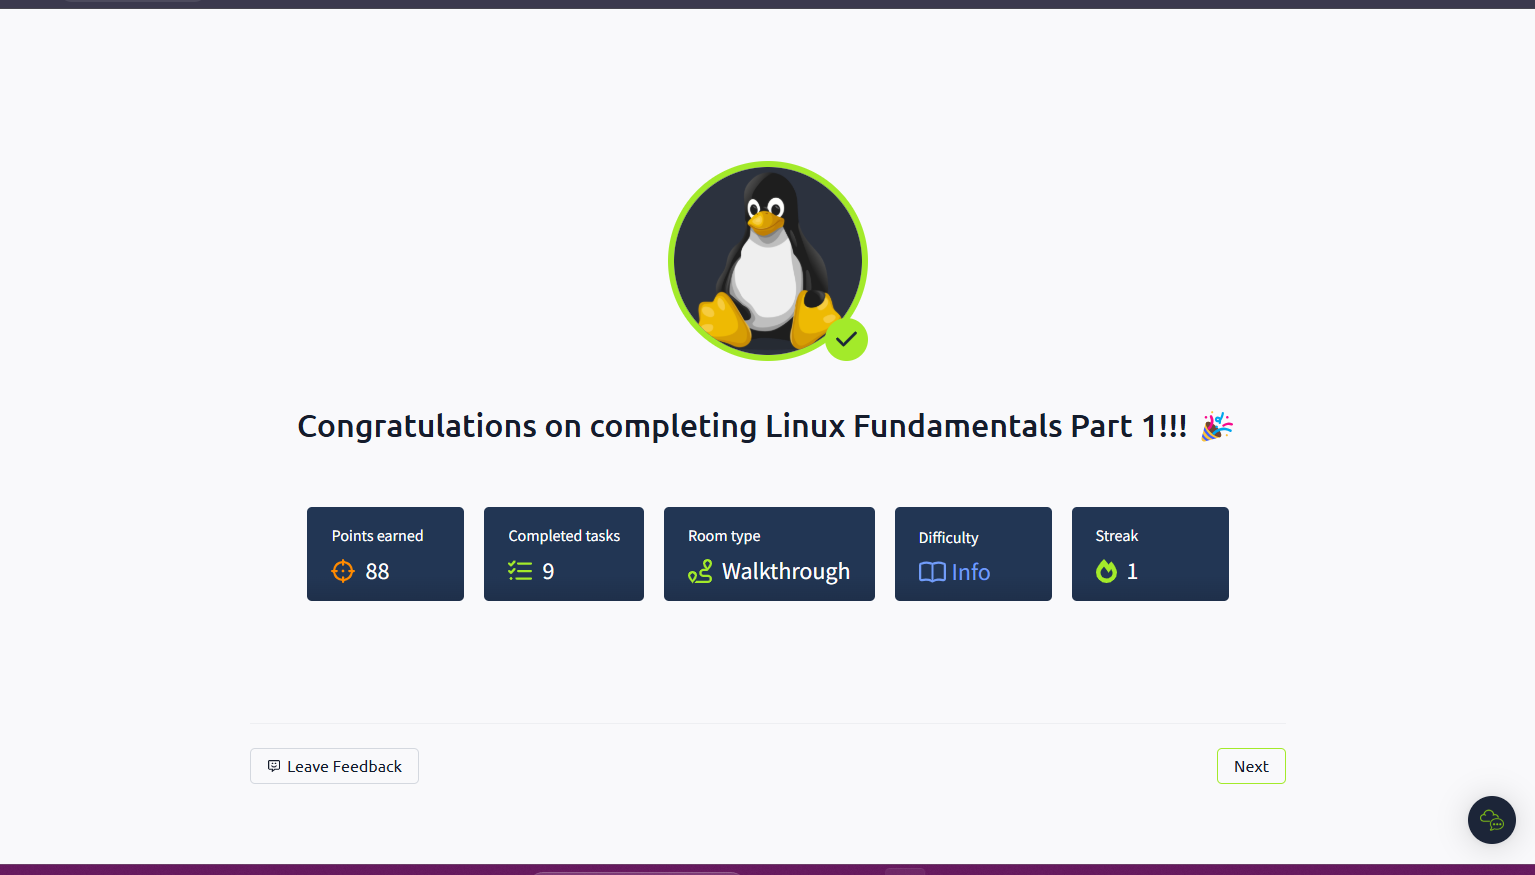 Congratulations on completing Linux Fundamentals Part 1!!! 🎉
Points earned
88
Completed tasks
9
Room type
Walkthrough
Difficulty
Info
Streak
1
Leave Feedback
Next